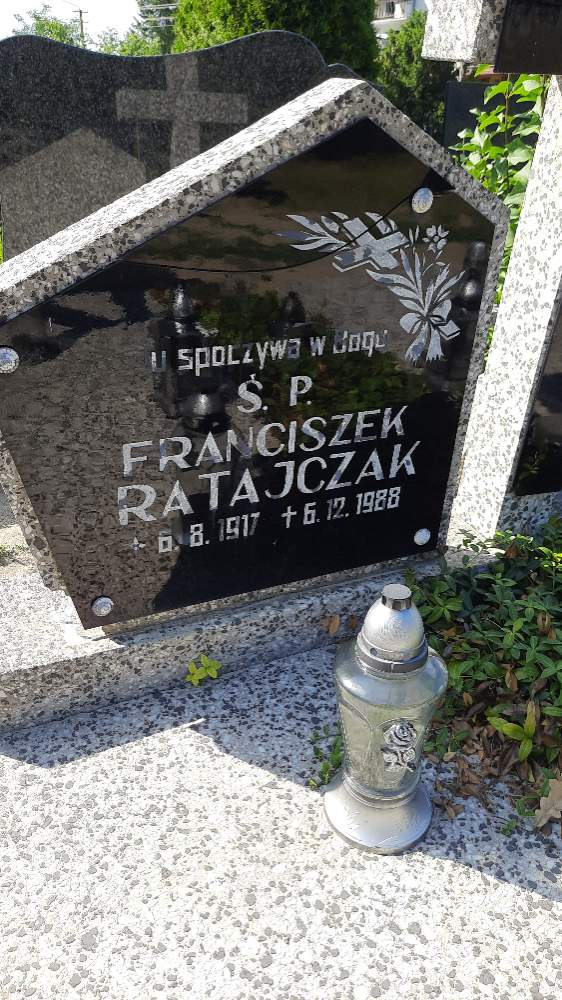 u spoczywa w Bogu
Ś. P.
FRANCISZEK
RATAJCZAK
+ 6.8.1917 † 6.12.1988